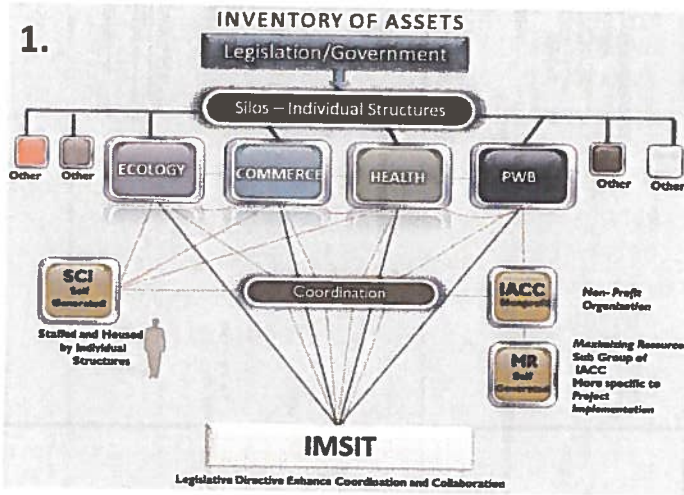 INVENTORY OF ASSETS
1.
Legislation/Government
Silos – Individual Structures
Other
Other
ECOLOGY
COMMERCE
HEALTH
PWB
Other
Other
SCI
Self
Generated
Coordination
IACC
Non-Profit
Organization
Staffed and Housed
by Individual
Structures
MR
Self
Generated
Maximizing Resource
Sub Group of
IACC
More specific to
Project
Implementation
IMSIT
Legislative Directive Enhance Coordination and Collaboration